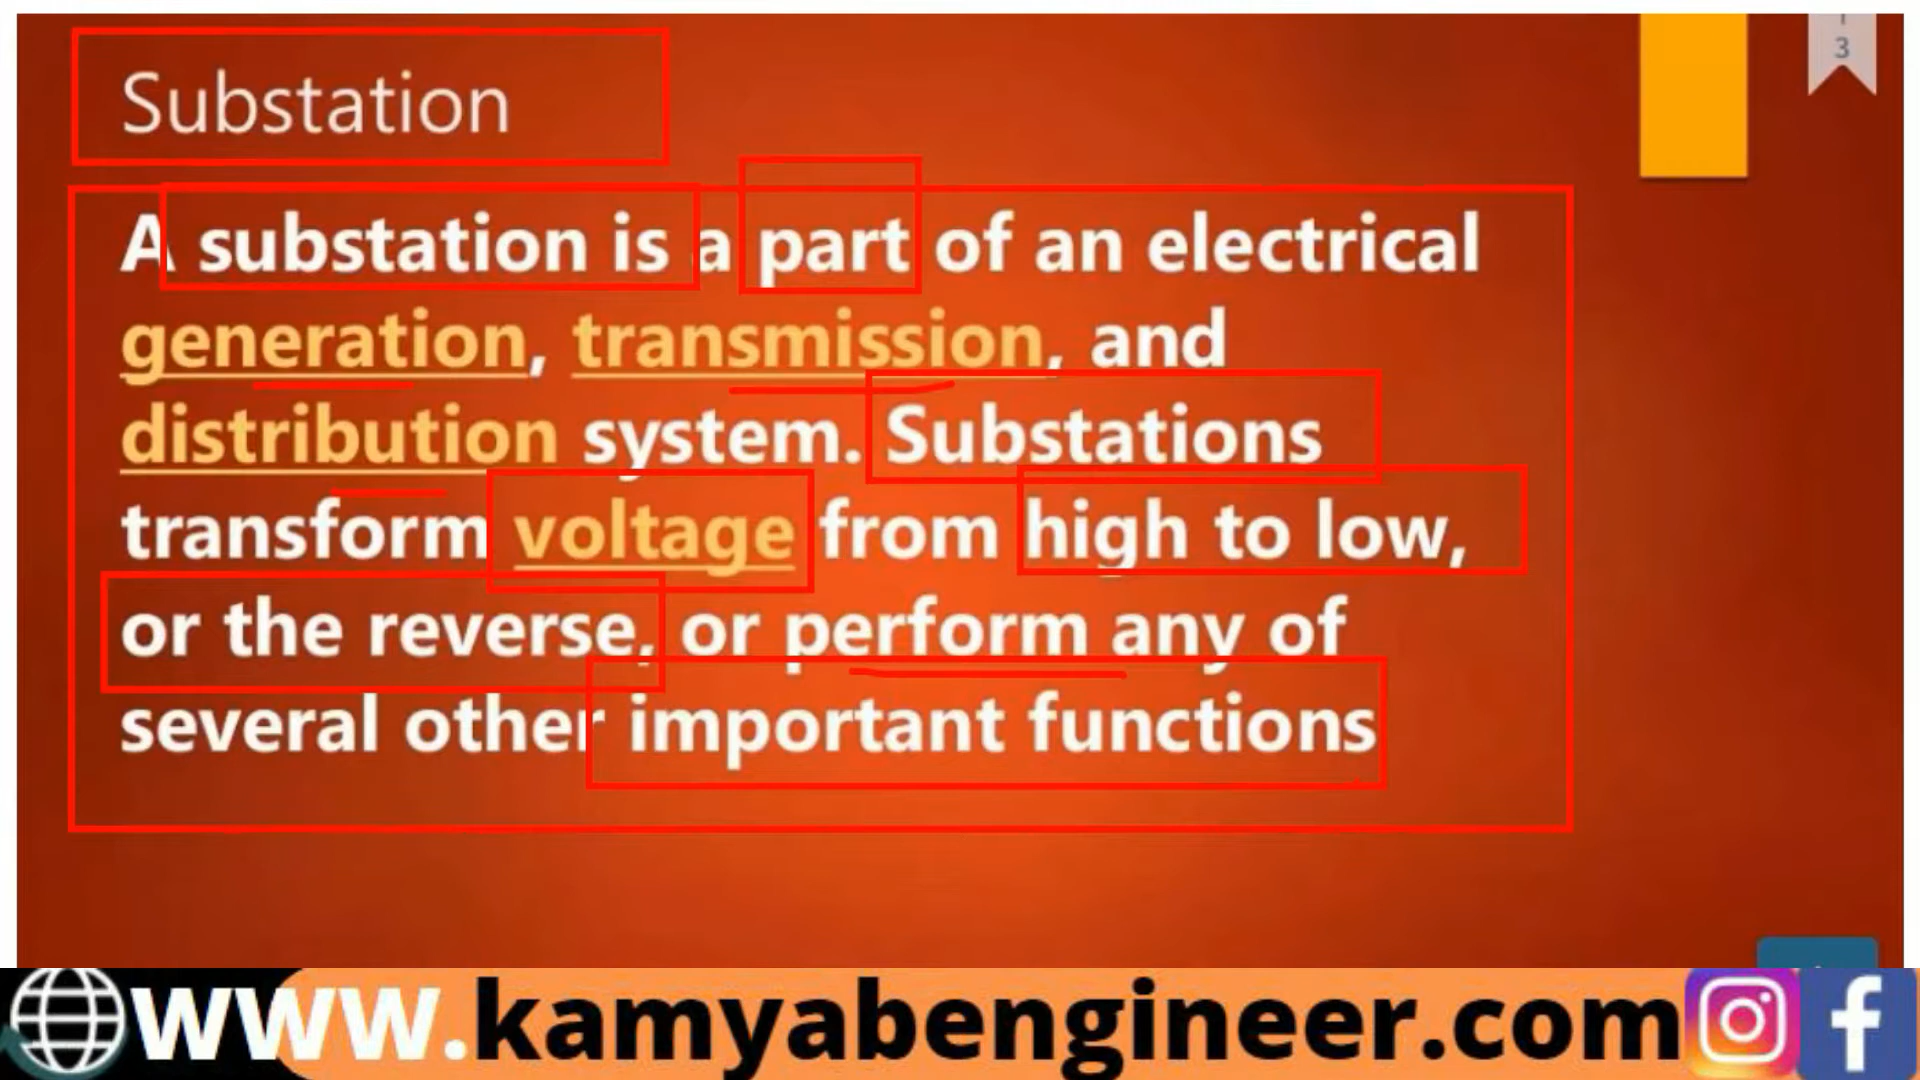 3
Substation
A substation is a part of an electrical
generation, transmission, and
distribution system. Substations
transform voltage from high to low,
or the reverse, or perform any of
several other important functions
www.kamyabengineer.com